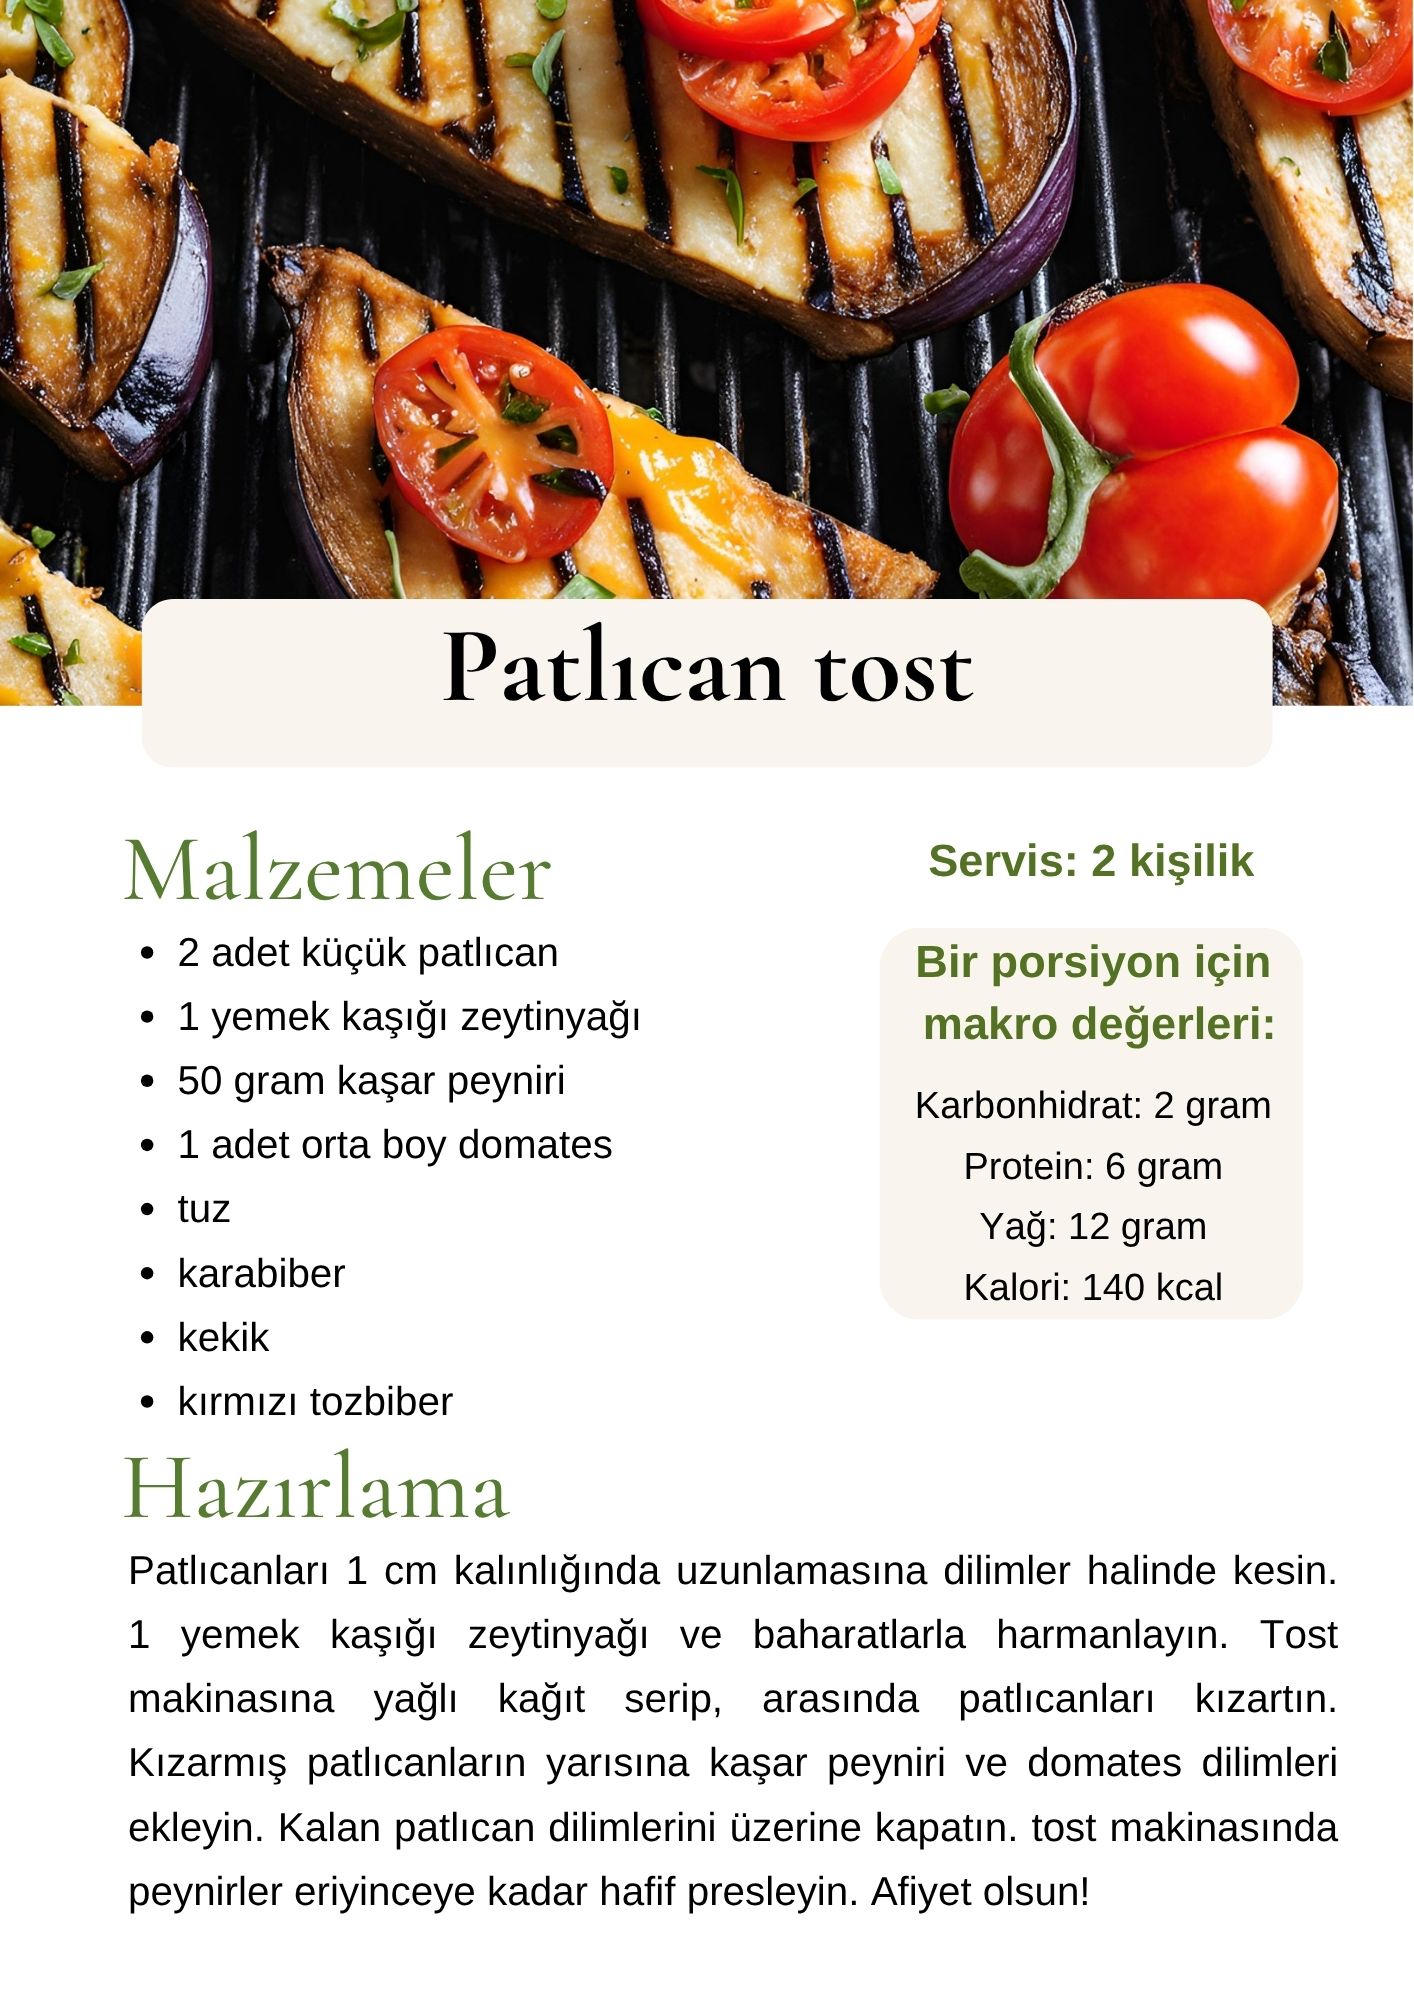 Patlıcan tost
Malzemeler
• 2 adet küçük patlıcan
• 1 yemek kaşığı zeytinyağı
• 50 gram kaşar peyniri
• 1 adet orta boy domates
• tuz
• karabiber
• kekik
• kırmızı tozbiber
Servis: 2 kişilik
Bir porsiyon için
makro değerleri:
Karbonhidrat: 2 gram
Protein: 6 gram
Yağ: 12 gram
Kalori: 140 kcal
Hazırlama
Patlıcanları 1 cm kalınlığında uzunlamasına dilimler halinde kesin.
1 yemek kaşığı zeytinyağı ve baharatlarla harmanlayın. Tost
makinasına yağlı kağıt serip, arasında patlıcanları kızartın.
Kızarmış patlıcanların yarısına kaşar peyniri ve domates dilimleri
ekleyin. Kalan patlıcan dilimlerini üzerine kapatın. tost makinasında
peynirler eriyinceye kadar hafif presleyin. Afiyet olsun!